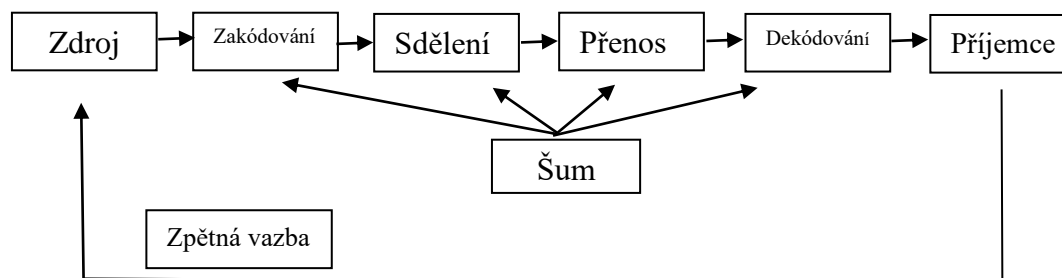 Zdroj
Zakódování
Sdělení
Přenos
Dekódování
Příjemce
Šum
Zpětná vazba